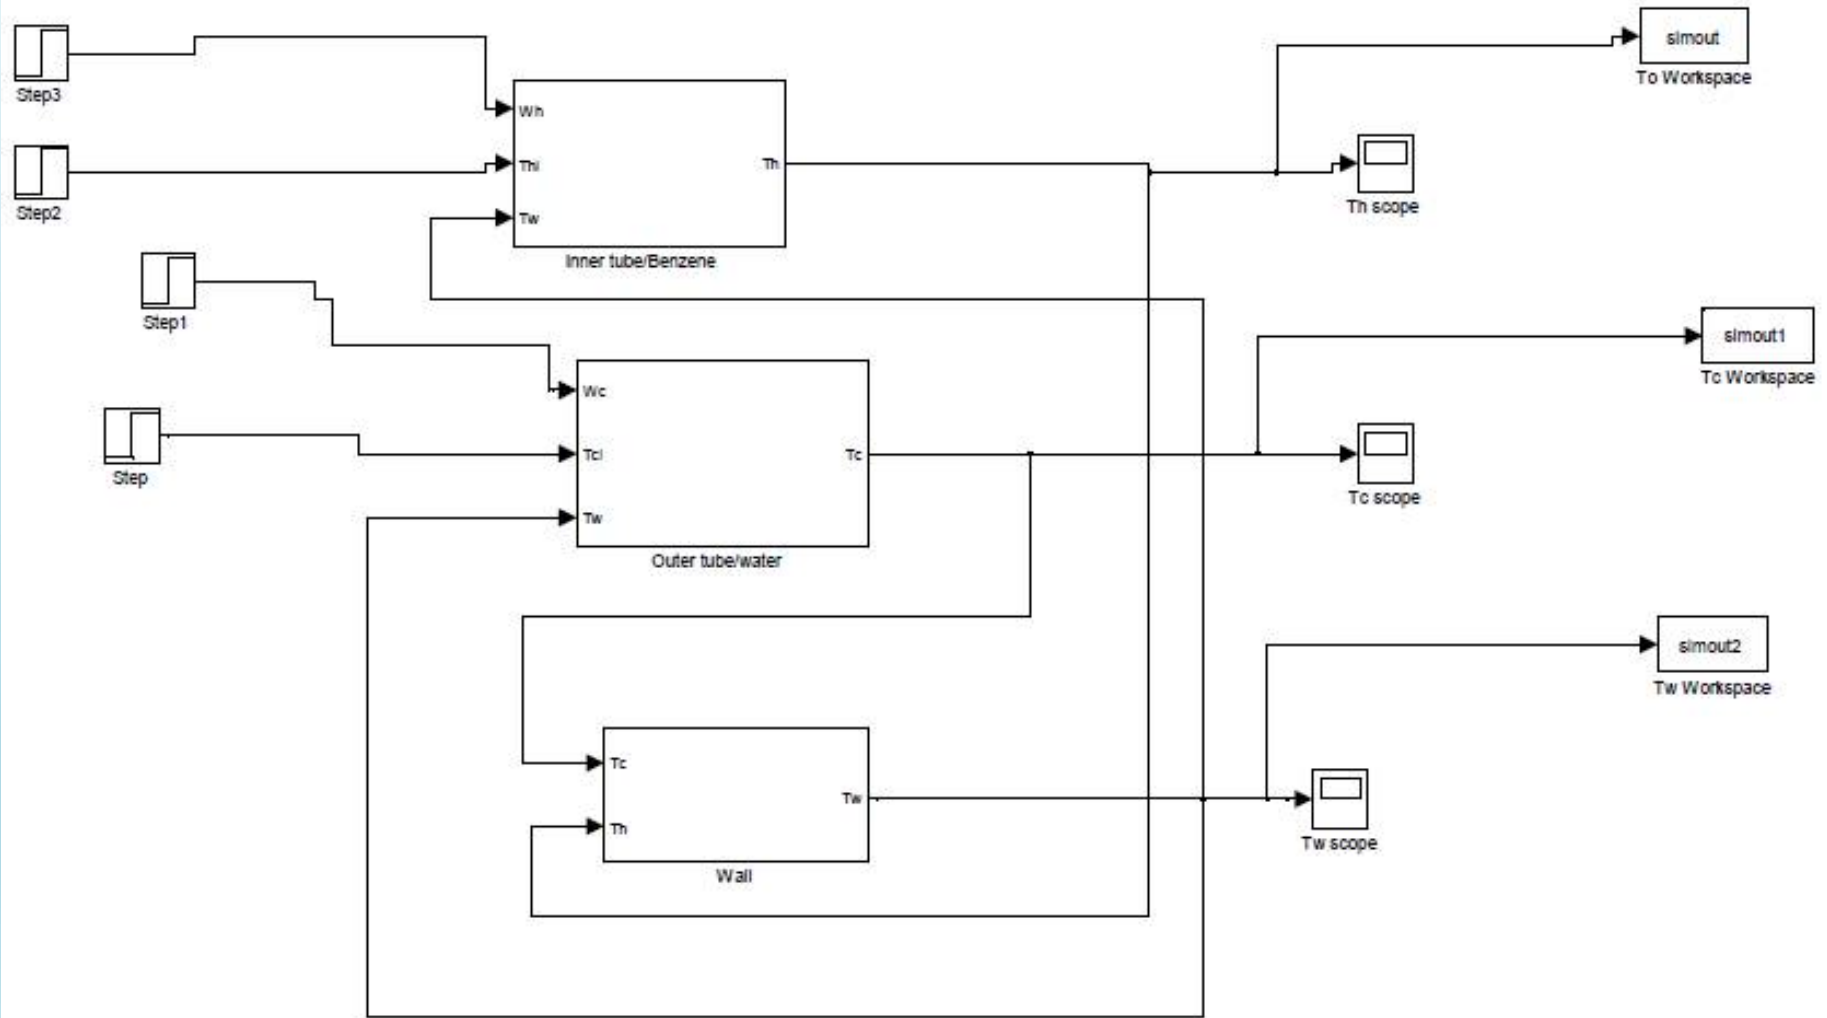 simout
To Workspace
Step3
Wh
Thi
Th
Tw
Inner tube/Benzene
Step2
Th scope
Step1
simout1
Tc Workspace
Wc
Tci
Tc
Tw
Outer tube/water
Step
Tc scope
simout2
Tw Workspace
Tc
Tw
Th
Wall
Tw scope